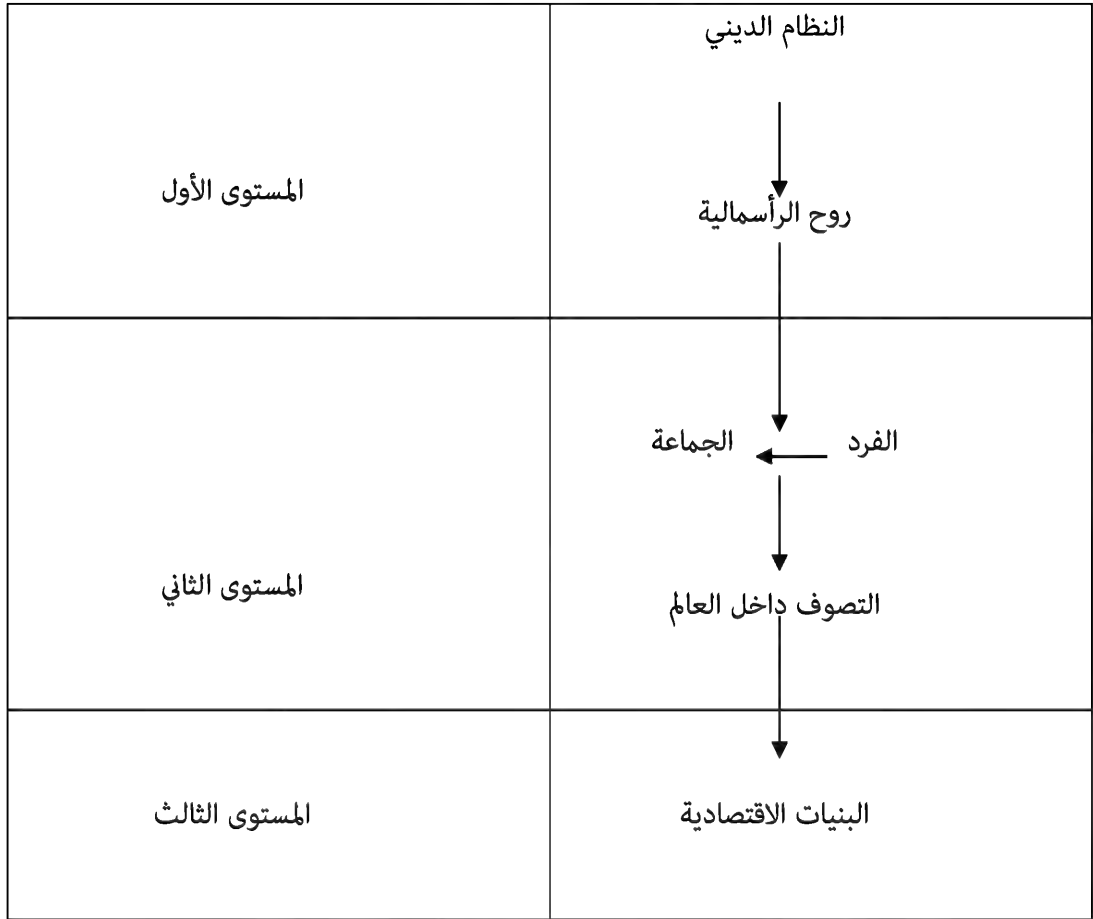 النظام الديني
المستوى الأول
روح الرأسمالية
الفرد
الجماعة
المستوى الثاني
التصوف داخل العالم
البنيات الاقتصادية
المستوى الثالث